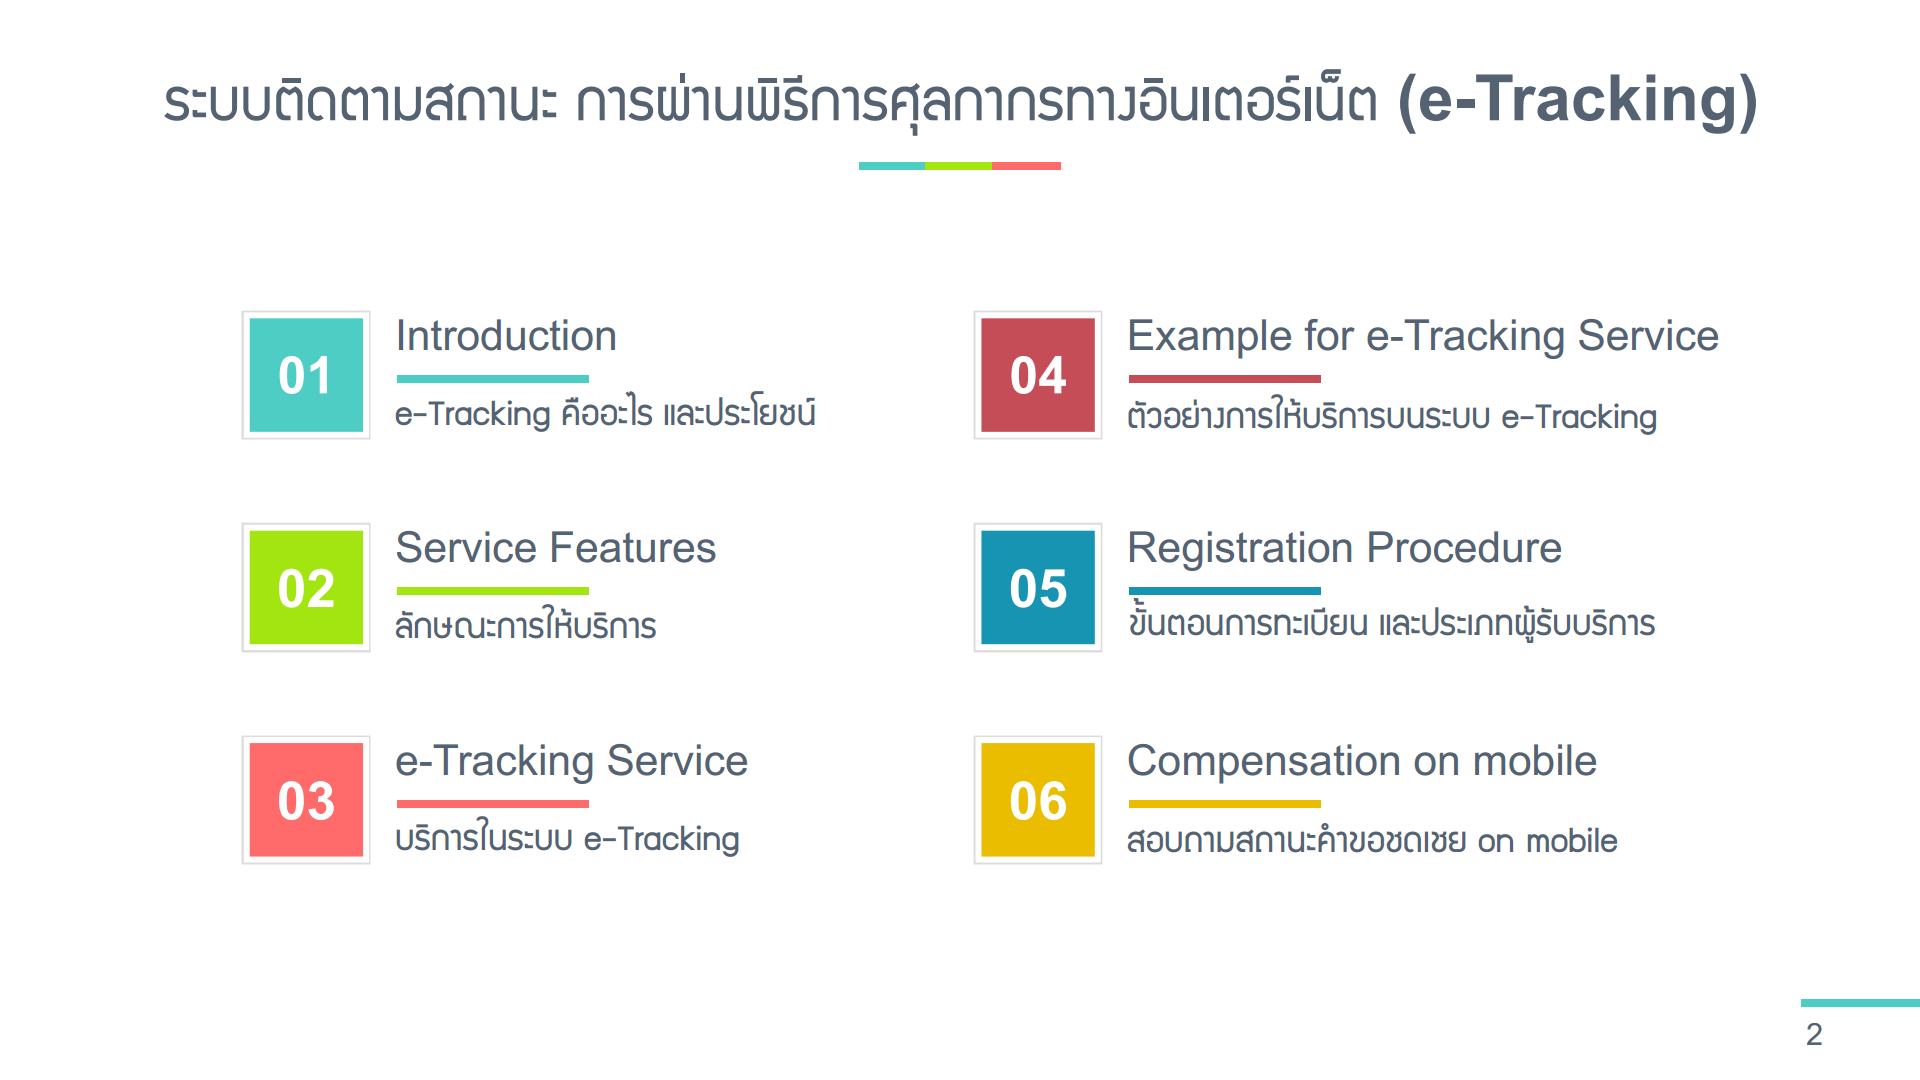 ระบบติดตามสถานะ การผ่านพิธีการศุลกากรทางอินเตอร์เน็ต (e-Tracking)
01
Introduction
e-Tracking คืออะไร และประโยชน์
02
Service Features
ลักษณะการให้บริการ
03
e-Tracking Service
บริการในระบบ e-Tracking
04
Example for e-Tracking Service
ตัวอย่างการให้บริการบนระบบ e-Tracking
05
Registration Procedure
ขั้นตอนการทะเบียน และประเภทผู้รับบริการ
06
Compensation on mobile
สอบถามสถานะคำขอชดเชย on mobile
2